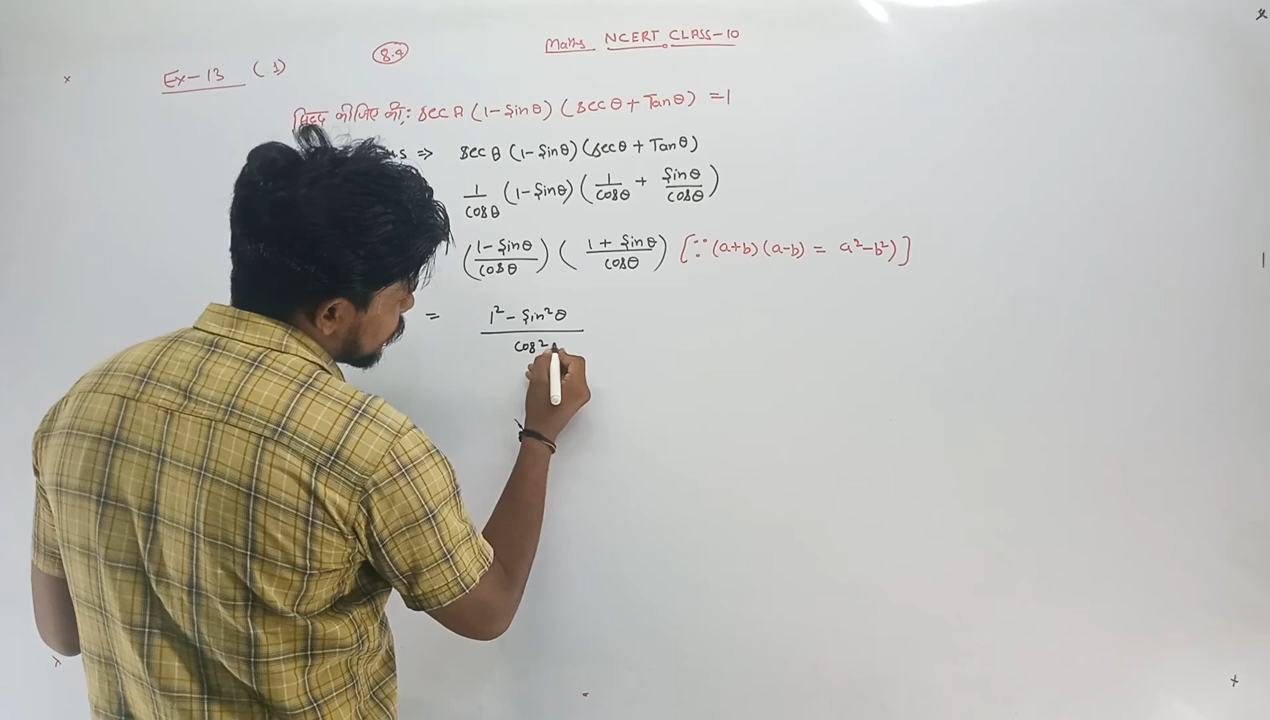 Maths NCERT CLASS-10
8.4
Ex-13 (1)
सिद्ध कीजिए की: sec A (1-sinθ) (secθ + Tanθ) = 1
⇒ secθ (1-sinθ) (secθ + Tanθ)
1/cosθ (1-sinθ) (1/cosθ + sinθ/cosθ)
(1-sinθ/cosθ) (1+sinθ/cosθ) [∵ (a+b) (a-b) = a²-b²)]
= 1² - sin²θ / cos²